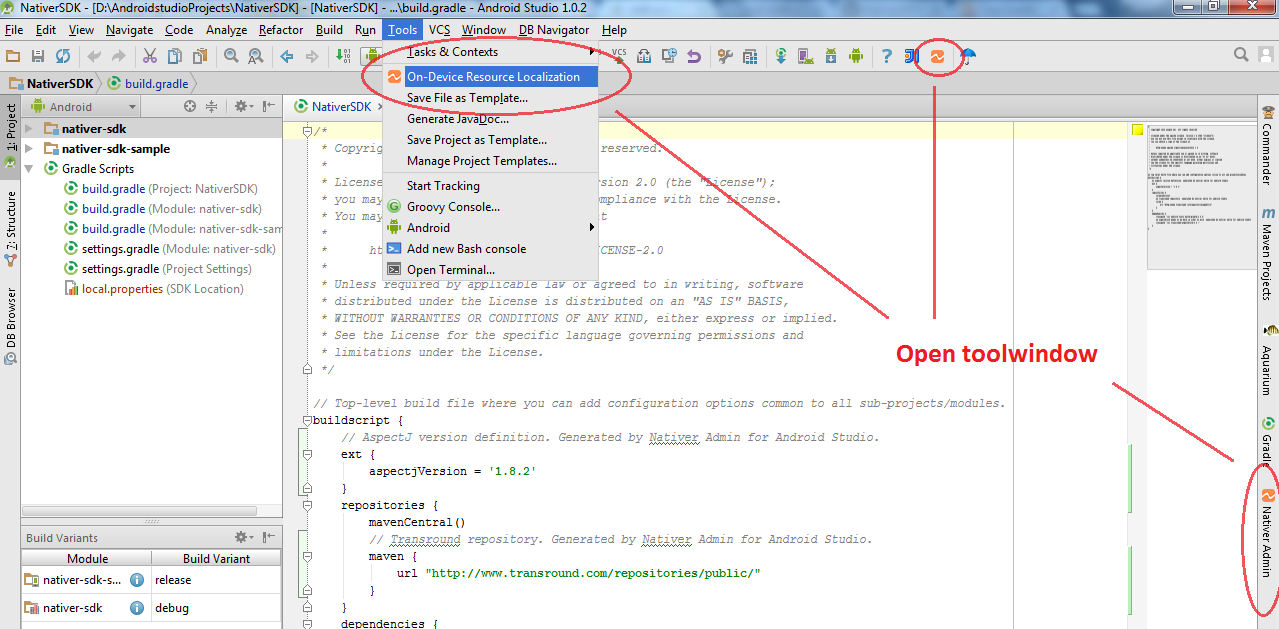 NativerSDK - [D:\AndroidstudioProjects\NativerSDK] - [NativerSDK] - ...\build.gradle - Android Studio 1.0.2
File Edit View Navigate Code Analyze Refactor Build Run Tools VCS Window DB Navigator Help
VCS
NativerSDK build.gradle
Tasks & Contexts
On-Device Resource Localization
Save File as Template...
Generate JavaDoc...
Save Project as Template...
Manage Project Templates...
Start Tracking
Groovy Console...
Android
Add new Bash console
Open Terminal...
1: Project
7: Structure
DB Browser
Android
nativer-sdk
nativer-sdk-sample
Gradle Scripts
build.gradle (Project: NativerSDK)
build.gradle (Module: nativer-sdk)
build.gradle (Module: nativer-sdk-sam
settings.gradle (Module: nativer-sdk)
settings.gradle (Project Settings)
local.properties (SDK Location)
Build Variants
Module Build Variant
nativer-sdk-s... release
nativer-sdk debug
NativerSDK
/*
* Copyrig reserved.
*
* License rsion 2.0 (the "License");
* you may ompliance with the License.
* You may
*
* ht ICENSE-2.0
*
* Unless required by applicable law or agreed to in writing, software
* distributed under the License is distributed on an "AS IS" BASIS,
* WITHOUT WARRANTIES OR CONDITIONS OF ANY KIND, either express or implied.
* See the License for the specific language governing permissions and
* limitations under the License.
*/
// Top-level build file where you can add configuration options common to all sub-projects/modules.
buildscript {
// AspectJ version definition. Generated by Nativer Admin for Android Studio.
ext {
aspectjVersion = '1.8.2'
}
repositories {
mavenCentral()
// Transround repository. Generated by Nativer Admin for Android Studio.
maven {
url "http://www.transround.com/repositories/public/"
}
}
dependencies {
Open toolwindow
Commander
Maven Projects
Aquarium
Gradle
Nativer Admin